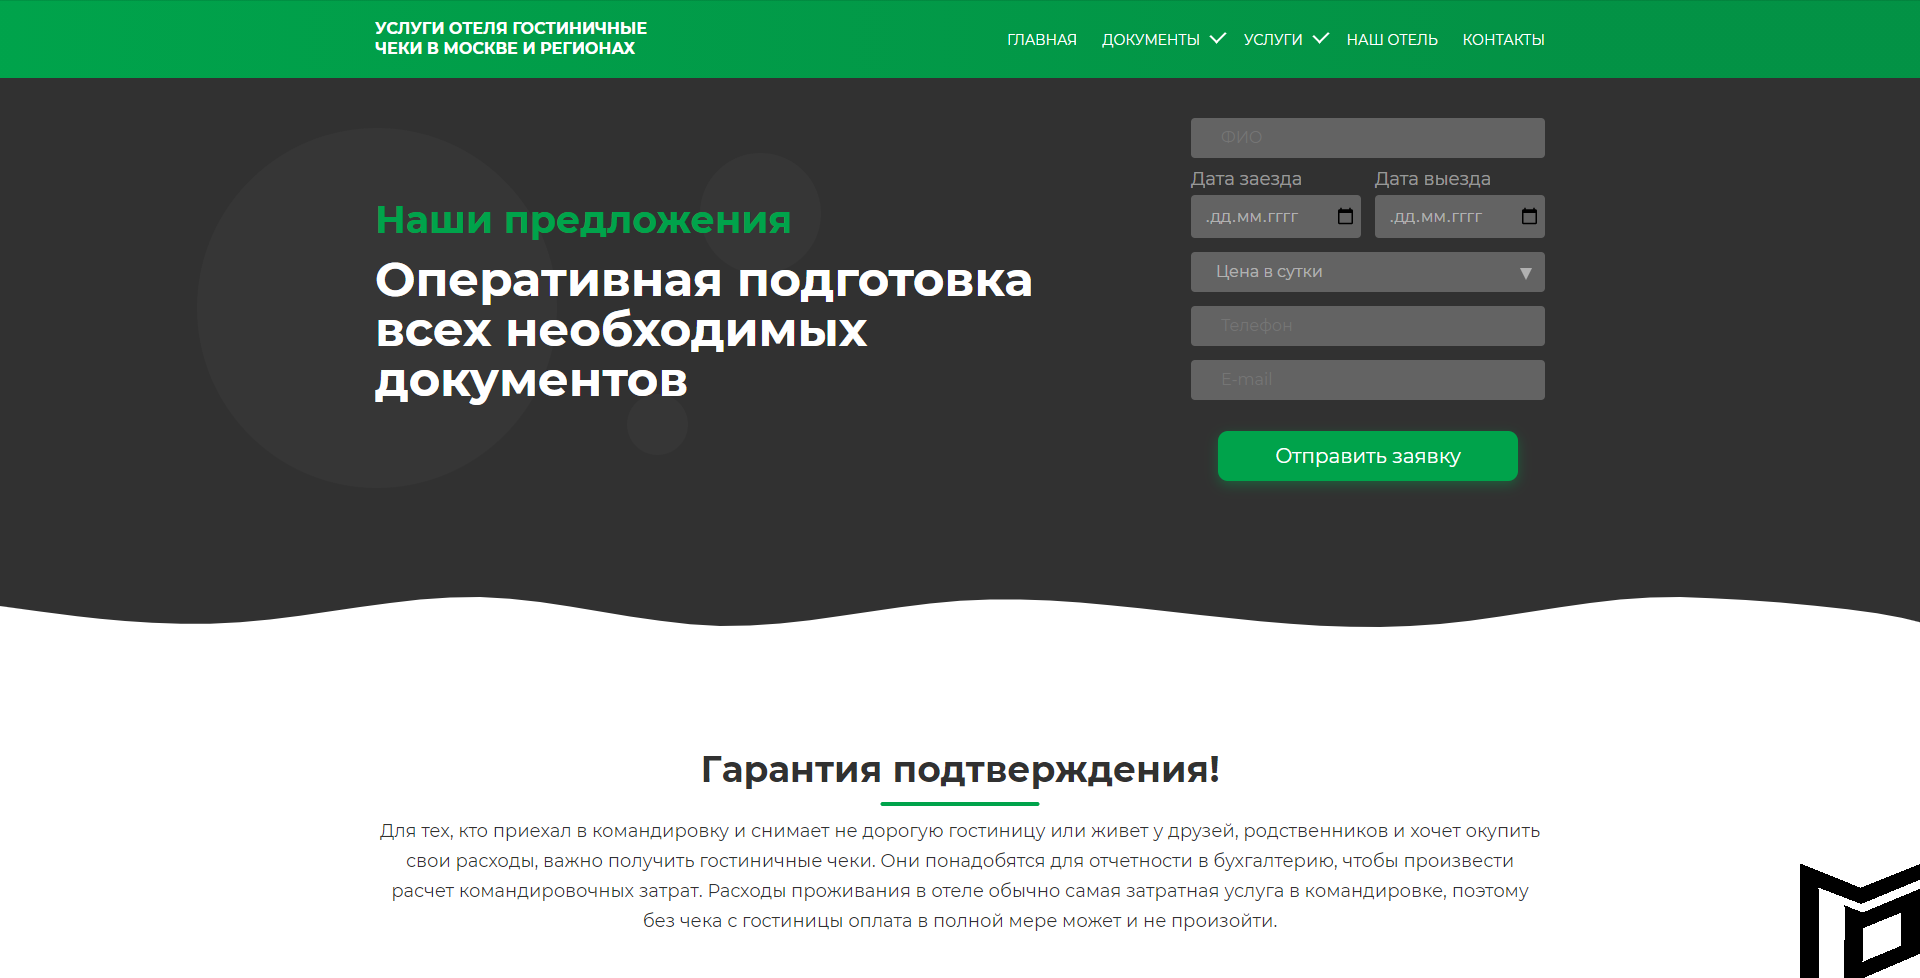 УСЛУГИ ОТЕЛЯ ГОСТИНИЧНЫЕ
ЧЕКИ В МОСКВЕ И РЕГИОНАХ
ГЛАВНАЯ ДОКУМЕНТЫ УСЛУГИ НАШ ОТЕЛЬ КОНТАКТЫ
Наши предложения
Оперативная подготовка
всех необходимых
документов
ФИО
Дата заезда Дата выезда
.дд.мм.гггг .дд.мм.гггг
Цена в сутки
Телефон
E-mail
Отправить заявку
Гарантия подтверждения!
Для тех, кто приехал в командировку и снимает не дорогую гостиницу или живет у друзей, родственников и хочет окупить
свои расходы, важно получить гостиничные чеки. Они понадобятся для отчетности в бухгалтерию, чтобы произвести
расчет командировочных затрат. Расходы проживания в отеле обычно самая затратная услуга в командировке, поэтому
без чека с гостиницы оплата в полной мере может и не произойти.